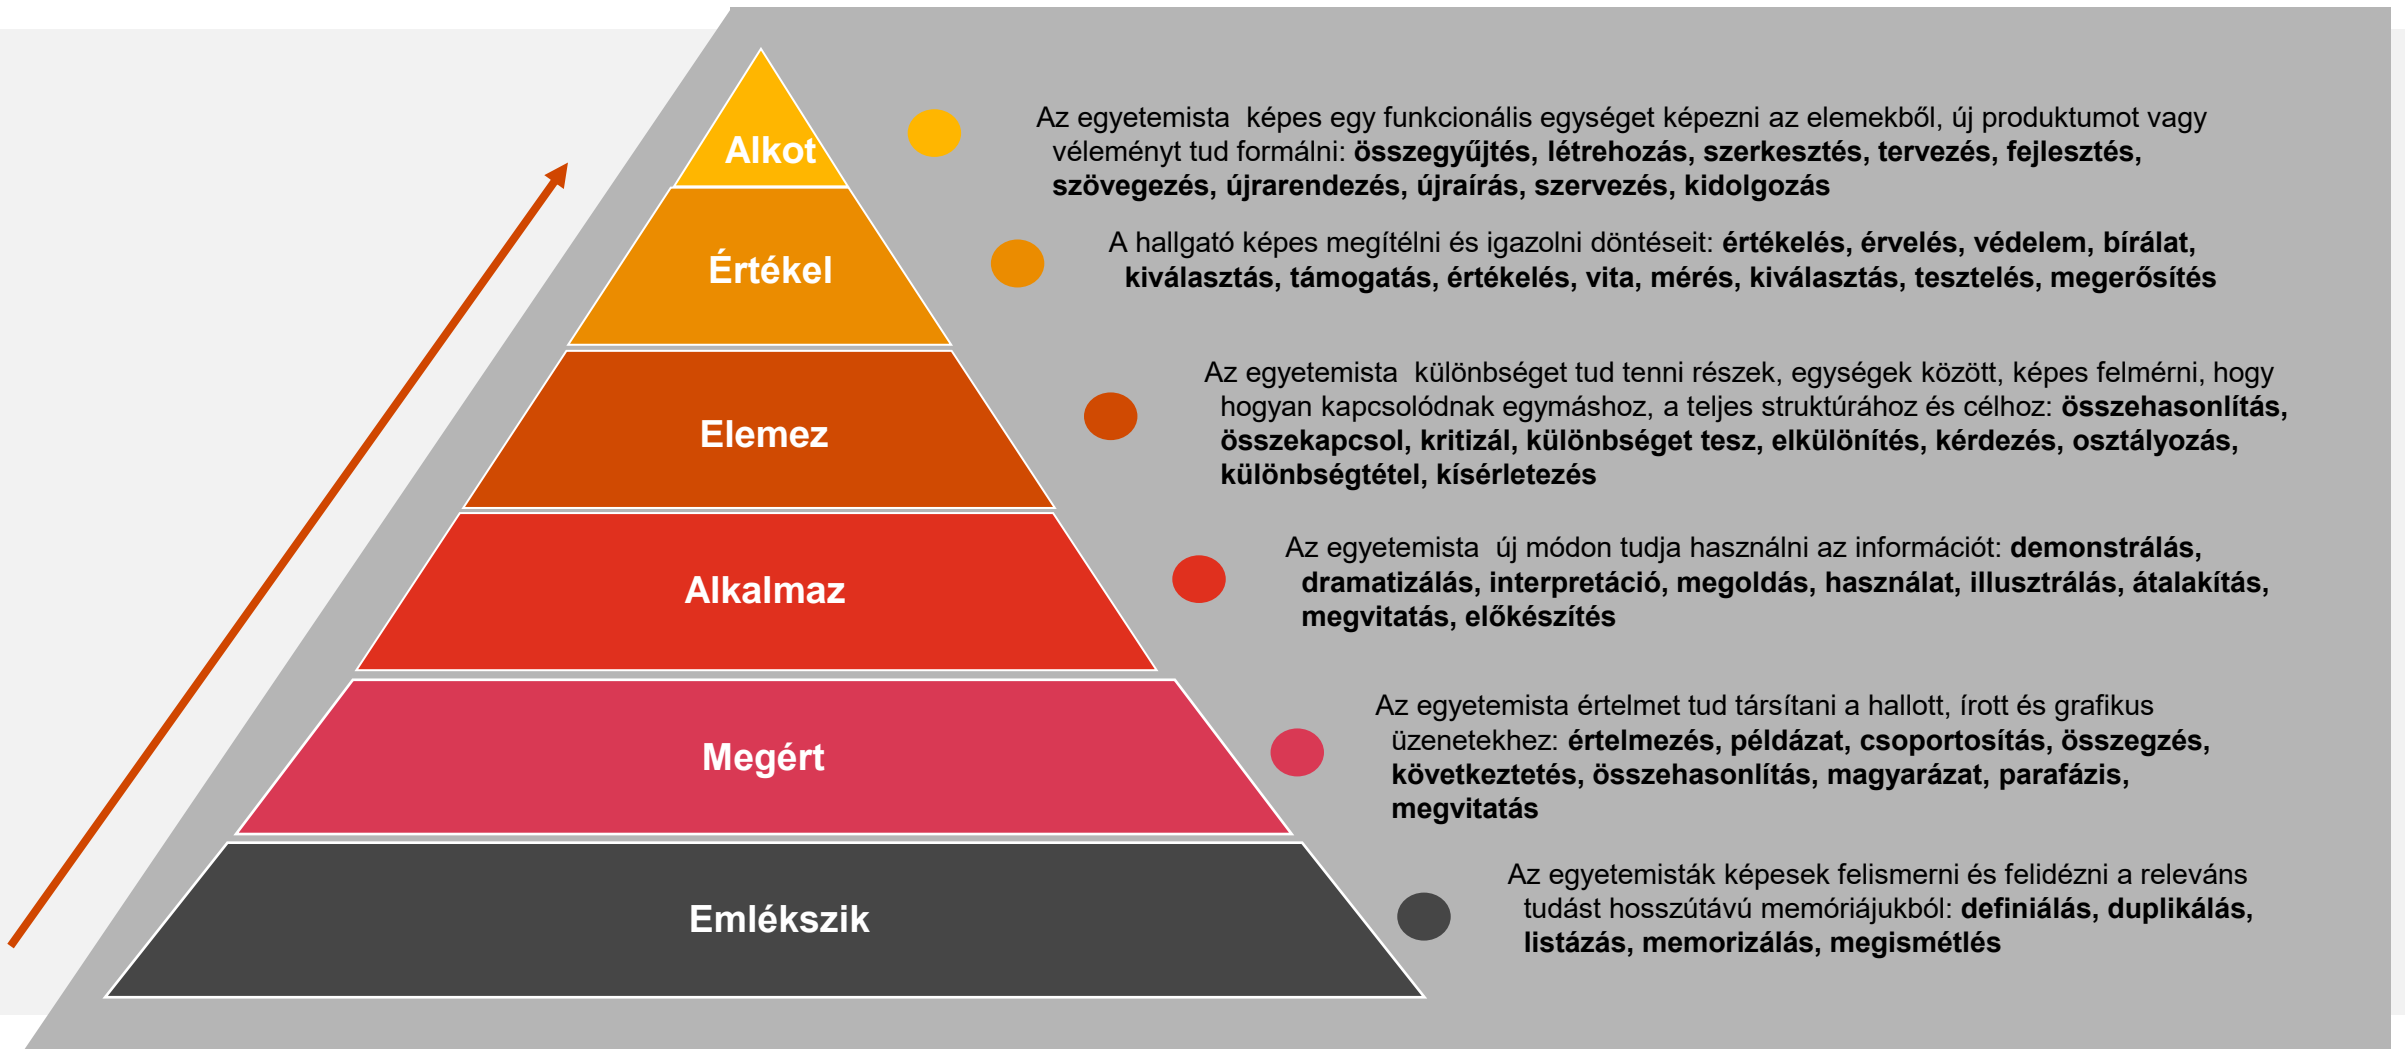 Alkot
Az egyetemista  képes egy funkcionális egységet képezni az elemekből, új produktumot vagy
véleményt tud formálni: összegyűjtés, létrehozás, szerkesztés, tervezés, fejlesztés,
szövegezés, újrarendezés, újraírás, szervezés, kidolgozás
Értékel
A hallgató képes megítélni és igazolni döntéseit: értékelés, érvelés, védelem, bírálat,
kiválasztás, támogatás, értékelés, vita, mérés, kiválasztás, tesztelés, megerősítés
Elemez
Az egyetemista  különbséget tud tenni részek, egységek között, képes felmérni, hogy
hogyan kapcsolódnak egymáshoz, a teljes struktúrához és célhoz: összehasonlítás,
összekapcsol, kritizál, különbséget tesz, elkülönítés, kérdezés, osztályozás,
különbségtétel, kísérletezés
Alkalmaz
Az egyetemista  új módon tudja használni az információt: demonstrálás,
dramatizálás, interpretáció, megoldás, használat, illusztrálás, átalakítás,
megvitatás, előkészítés
Megért
Az egyetemista értelmet tud társítani a hallott, írott és grafikus
üzenetekhez: értelmezés, példázat, csoportosítás, összegzés,
következtetés, összehasonlítás, magyarázat, parafázis,
megvitatás
Emlékszik
Az egyetemisták képesek felismerni és felidézni a releváns
tudást hosszútávú memóriájukból: definiálás, duplikálás,
listázás, memorizálás, megismétlés